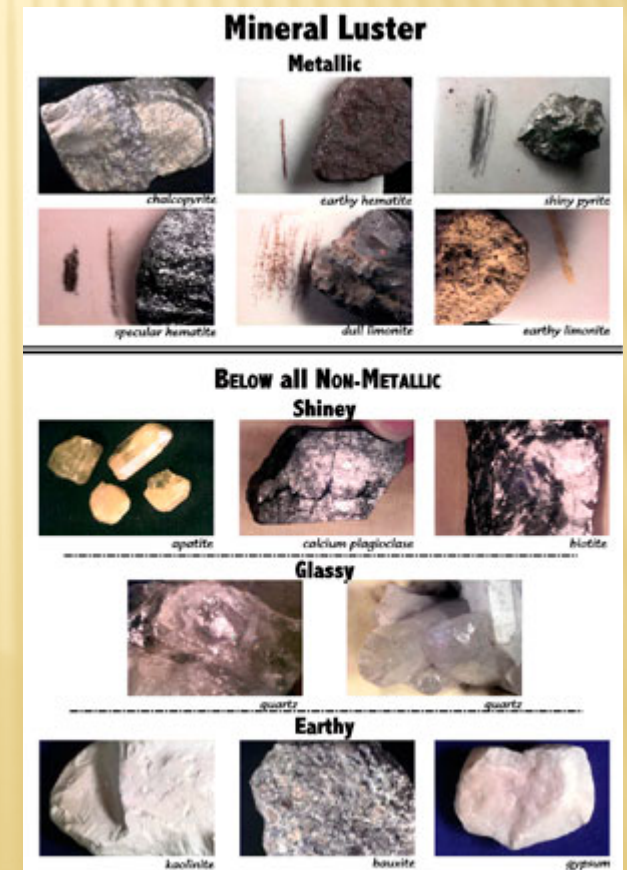 Mineral Luster
Metallic
chalcopyrite earthy hematite shiny pyrite
specular hematite dull limonite earthy limonite
BELOW all NON-METALLIC
Shiney
apatite calcium plagioclase biotite
Glassy
quartz quartz
Earthy
kaolinite bauxite gypsum